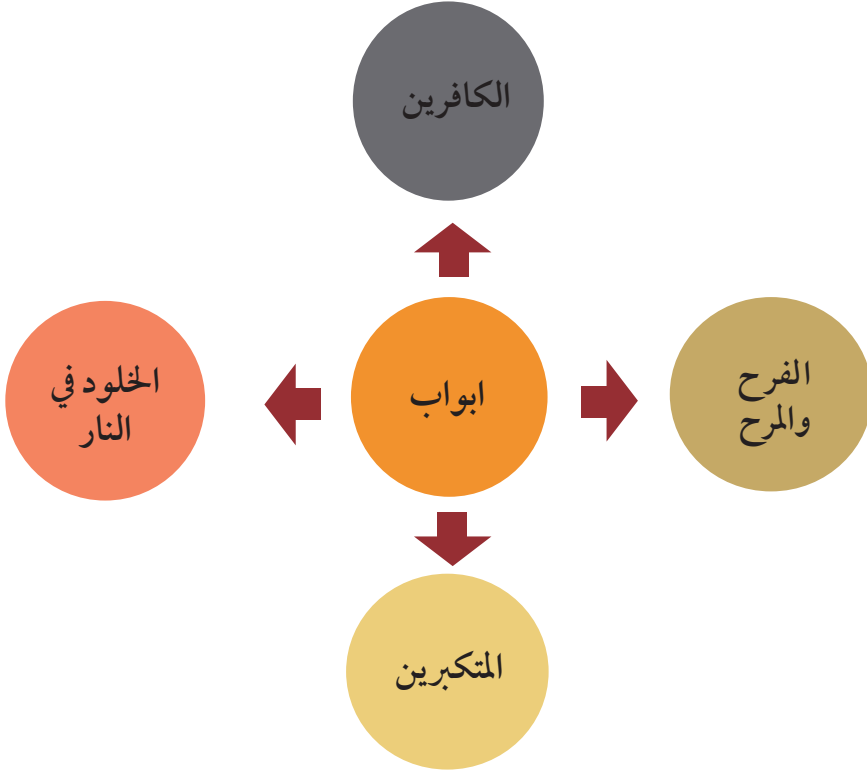 الكافرين
الفرح
والمرح
ابواب
الخلود في
النار
المتكبرين